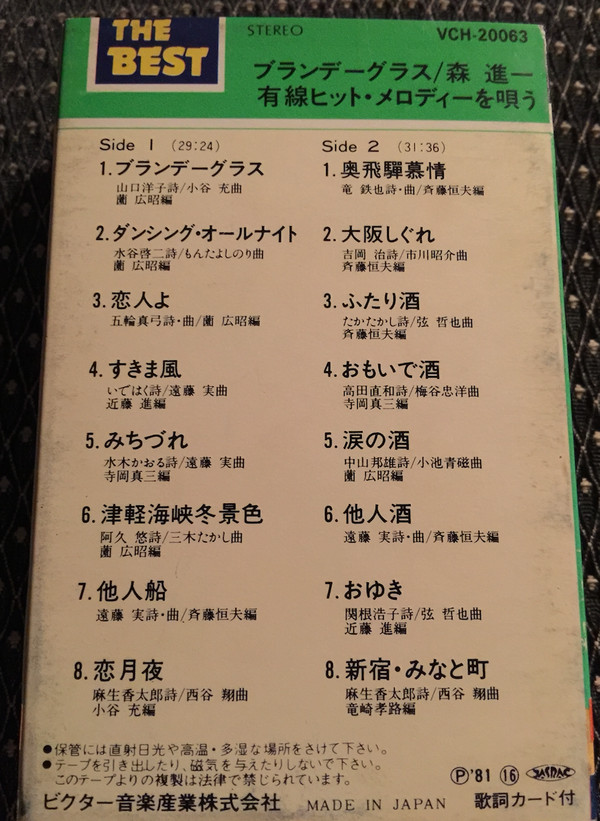 THE
BEST
STEREO
VCH-20063
ブランデーグラス/森 進一
有線ヒット・メロディーを唄う
Side 1 (29:24)
1.ブランデーグラス
山口洋子詩/小谷 充曲
蘭 広昭編
2.ダンシング・オールナイト
水谷啓二詩/もんたよしのり曲
蘭 広昭編
3.恋人よ
五輪真弓詩・曲/蘭 広昭編
4.すきま風
いではく詩/遠藤 実曲
近藤 進編
5.みちづれ
水木かおる詩/遠藤 実曲
寺岡真三編
6.津軽海峡冬景色
阿久 悠詩/三木たかし曲
蘭 広昭編
7.他人船
遠藤 実詩・曲/斉藤恒夫編
8.恋月夜
麻生香太郎詩/西谷 翔曲
小谷 充編
Side 2 (31:36)
1.奥飛驒慕情
竜 鉄也詩・曲/斉藤恒夫編
2.大阪しぐれ
吉岡 治詩/市川昭介曲
斉藤恒夫編
3.ふたり酒
たかたかし詩/弦 哲也曲
斉藤恒夫編
4.おもいで酒
高田直和詩/梅谷忠洋曲
寺岡真三編
5.涙の酒
中山邦雄詩/小池青磁曲
蘭 広昭編
6.他人酒
遠藤 実詩・曲/斉藤恒夫編
7.おゆき
関根浩子詩/弦 哲也曲
近藤 進編
8.新宿・みなと町
麻生香太郎詩/西谷 翔曲
竜崎孝路編
●保管には直射日光や高温・多湿な場所をさけて下さい。
●テープを引き出したり、磁気を与えたりしないで下さい。
このテープよりの複製は法律で禁じられています。
ビクター音楽産業株式会社 MADE IN JAPAN
Ⓟ'81 ⑯ JASRAC
歌詞カード付